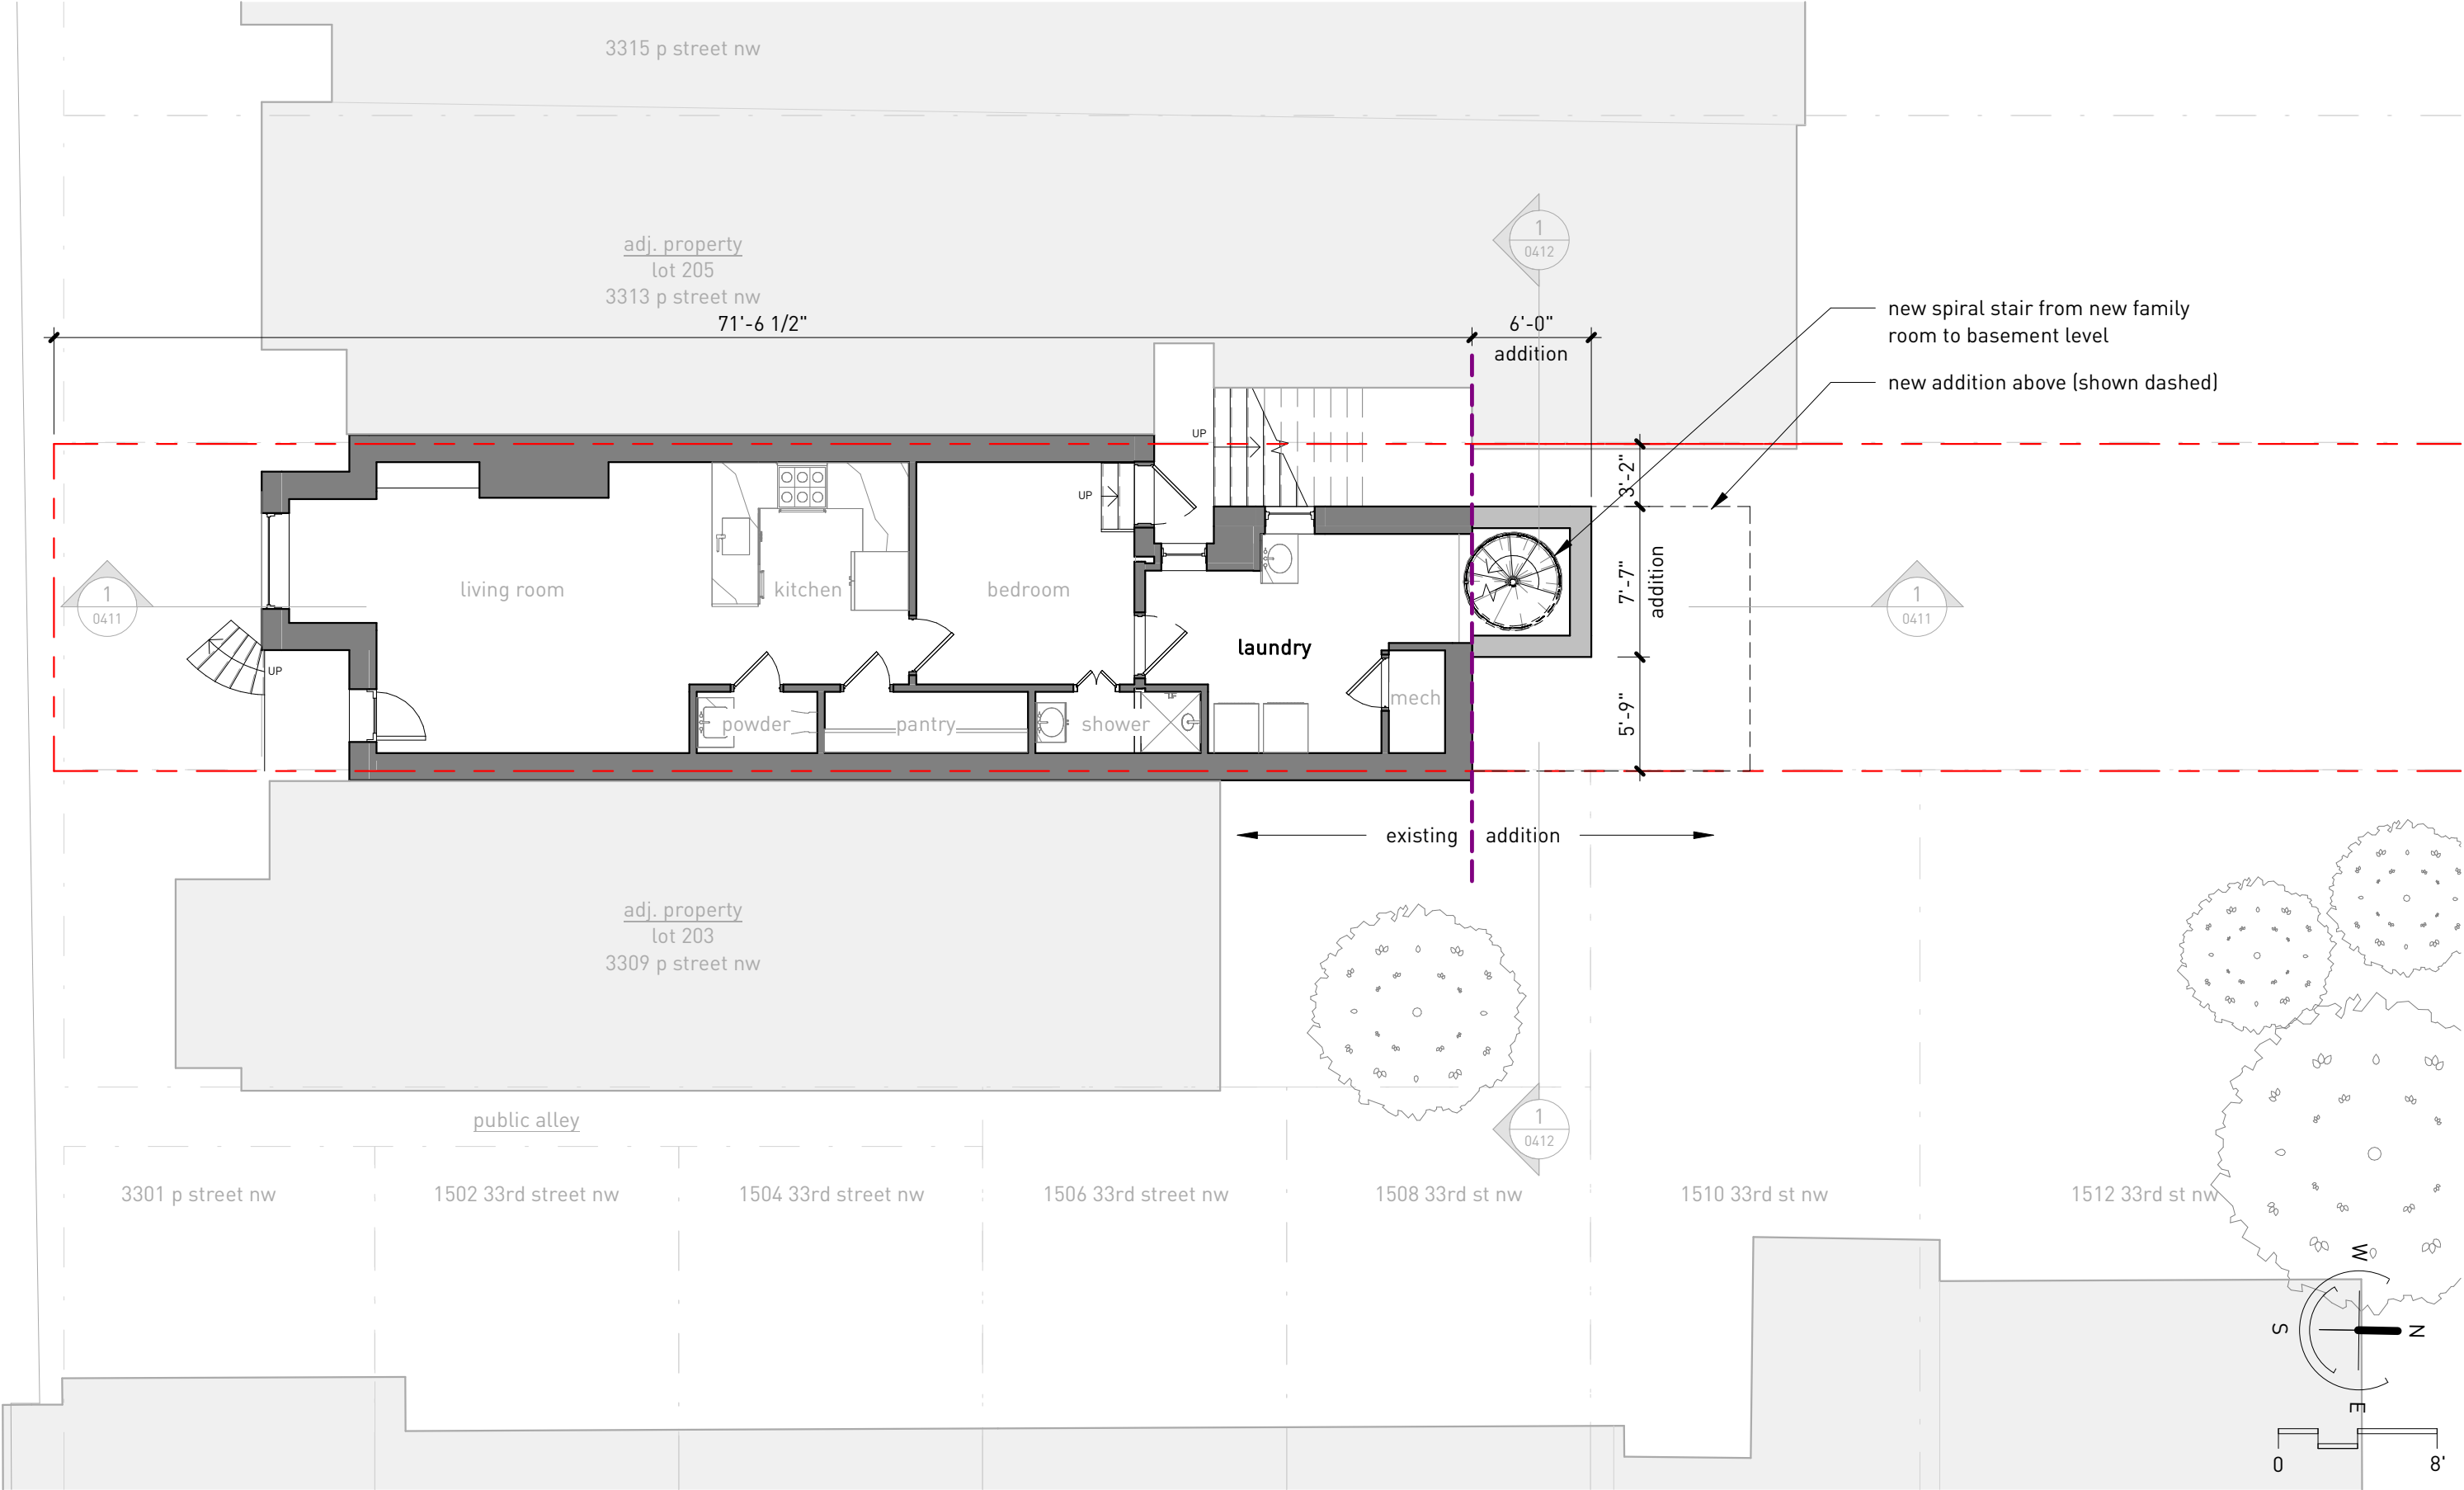 3315 p street nw
adj. property
lot 205
3313 p street nw
71'-6 1/2"
6'-0"
addition
1
0412
new spiral stair from new family
room to basement level
new addition above (shown dashed)
UP
UP
3'-2"
7'-7"
addition
5'-9"
living room
kitchen
bedroom
laundry
mech
1
0411
1
0411
UP
powder
pantry
shower
existing
addition
adj. property
lot 203
3309 p street nw
public alley
1
0412
3301 p street nw
1502 33rd street nw
1504 33rd street nw
1506 33rd street nw
1508 33rd st nw
1510 33rd st nw
1512 33rd st nw
W
S
N
E
0
8'